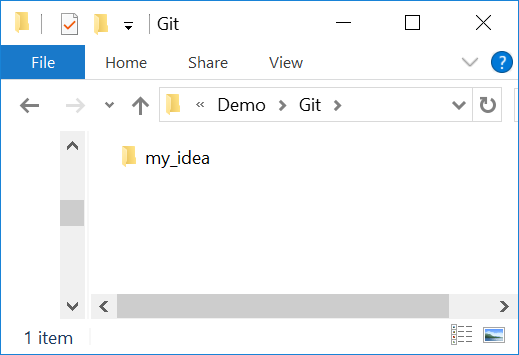 Git
File Home Share View ?
« Demo > Git >
my_idea
1 item